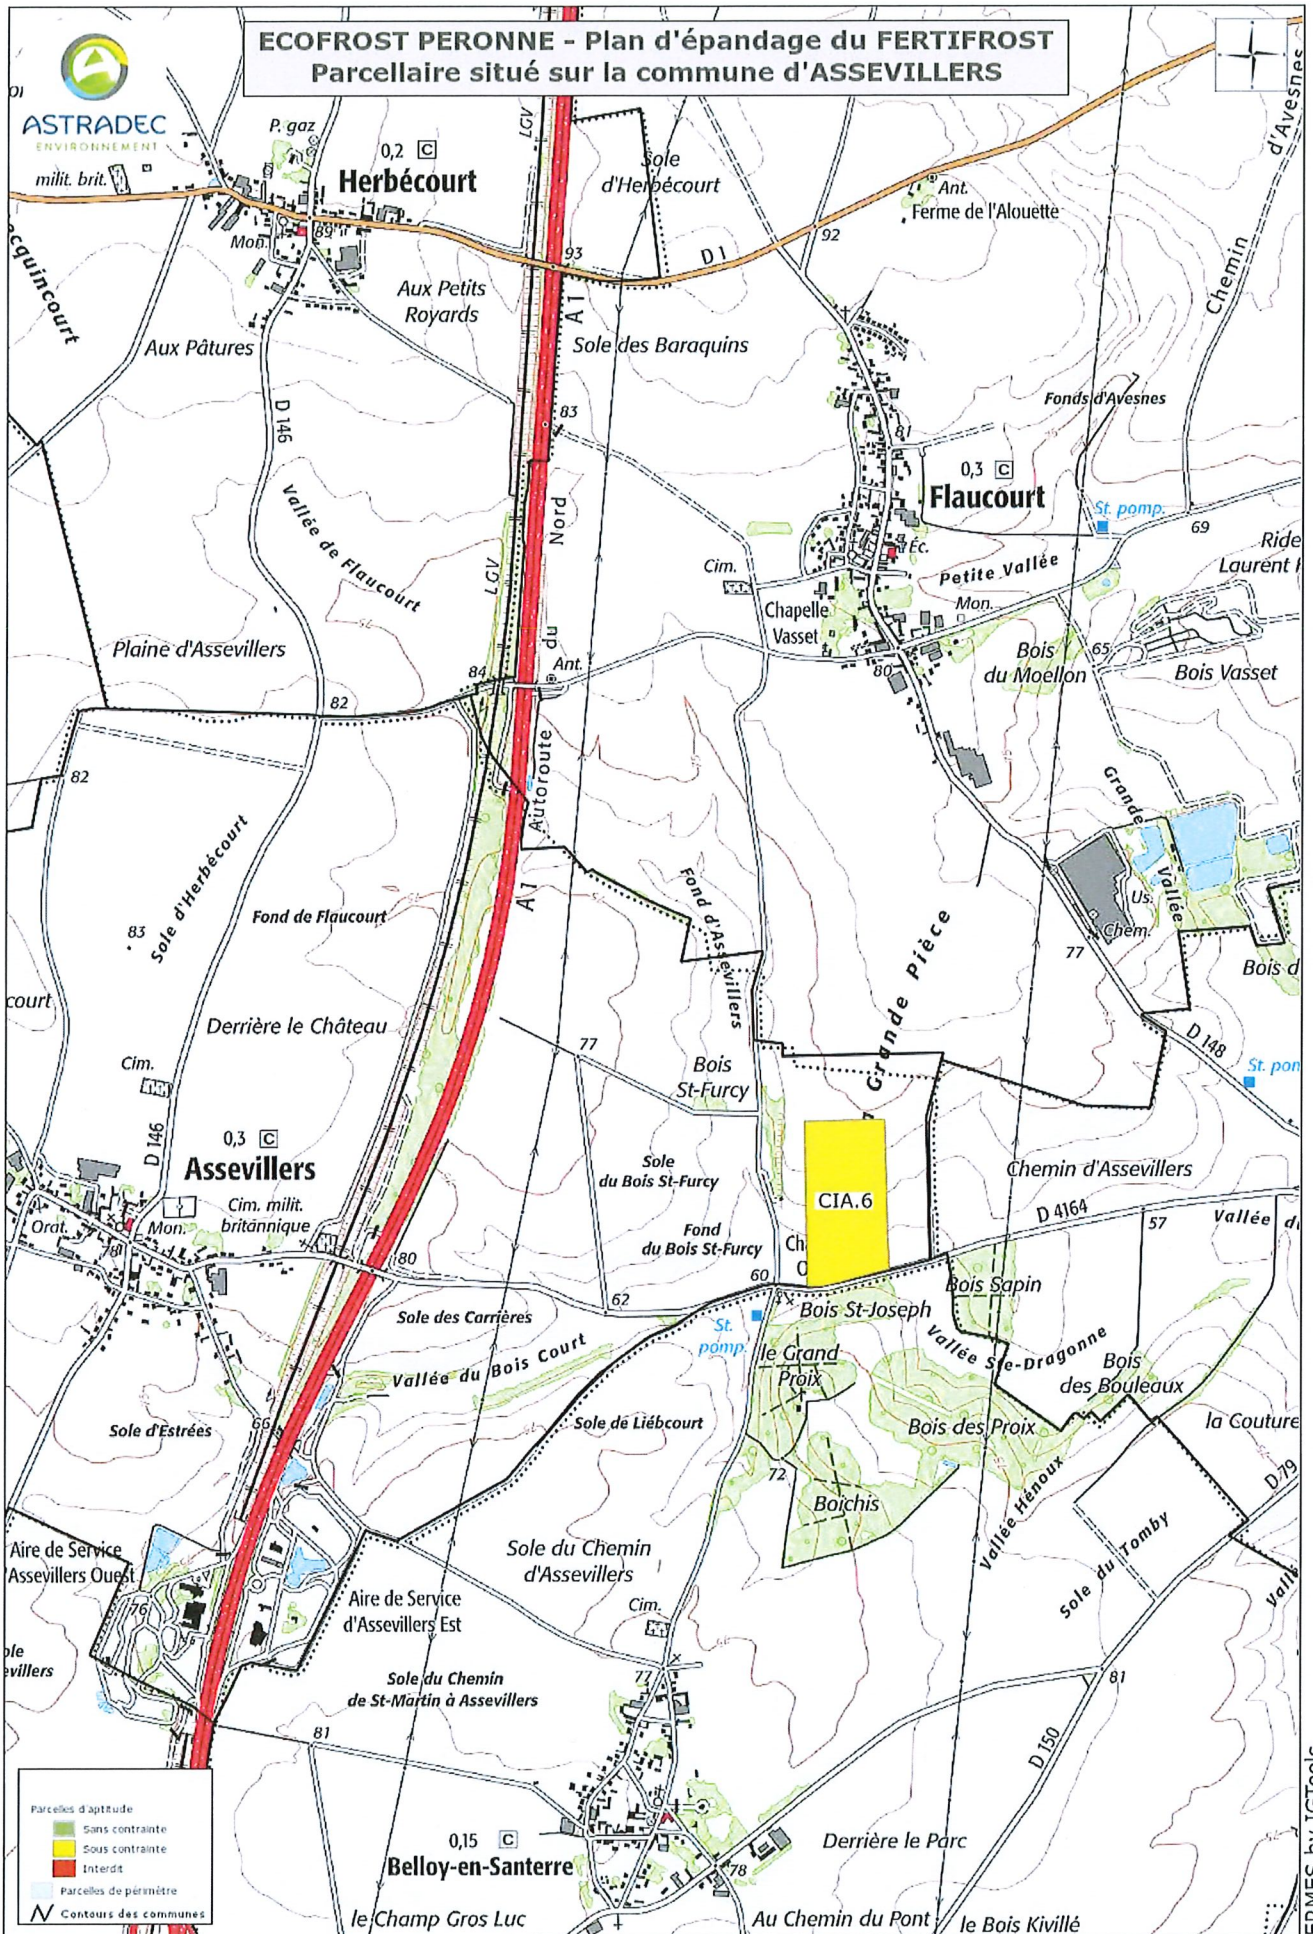 ECOFROST PERONNE - Plan d'épandage du FERTIFROST
Parcellaire situé sur la commune d'ASSEVILLERS
ASTRADEC
ENVIRONNEMENT
d'Avesnes
Chemin
P. gaz
LGV
0,2 C
Herbécourt
milit. brit.
Sole
d'Herbécourt
Ant.
Ferme de l'Alouette
Mon.
89
93
D 1
92
Aux Petits
Royards
A 1
Aux Pâtures
Sole des Baraquins
D 146
83
Fonds d'Avesnes
81
0,3 C
Flaucourt
St. pomp.
69
Vallée de Flaucourt
Nord
Éc.
Petite Vallée
Cim.
LGV
Chapelle
Vasset
Mon.
Plaine d'Assevillers
du
Ant.
84
80
Bois
du Moellon
65
Bois Vasset
82
82
Autoroute
A 1
Grande Vallée
Sole d'Herbécourt
Fond de Flaucourt
83
Fond d'Assevillers
Grande Pièce
Us.
Chem.
77
Bois d
court
Derrière le Château
D 148
77
Bois
St-Furcy
Cim.
D 146
0,3 C
Assevillers
Sole
du Bois St-Furcy
Chemin d'Assevillers
CIA.6
Cim. milit.
britannique
D 4164
57
Orat.
Mon.
78
Fond
du Bois St-Furcy
80
60
62
Bois Sapin
Sole des Carrières
St.
pomp.
Bois St-Joseph
Vallée Ste-Dragonne
Vallée du Bois Court
le Grand
Proix
Bois
des Bouleaux
66
Sole d'Estrées
Sole de Liébcourt
Bois des Proix
la Couture
72
D 79
Boichis
Vallée Hénoux
Sole du Tomby
Aire de Service
Sole du Chemin
d'Assevillers
76
Aire de Service
d'Assevillers Est
Cim.
Sole du Chemin
de St-Martin à Assevillers
77
81
81
D 150
Parcelles d'aptitude
Sans contrainte
Sous contrainte
Interdit
Parcelles de périmètre
Contours des communes
0,15 C
Belloy-en-Santerre
Derrière le Parc
78
le Champ Gros Luc
Au Chemin du Pont
le Bois Kivillé